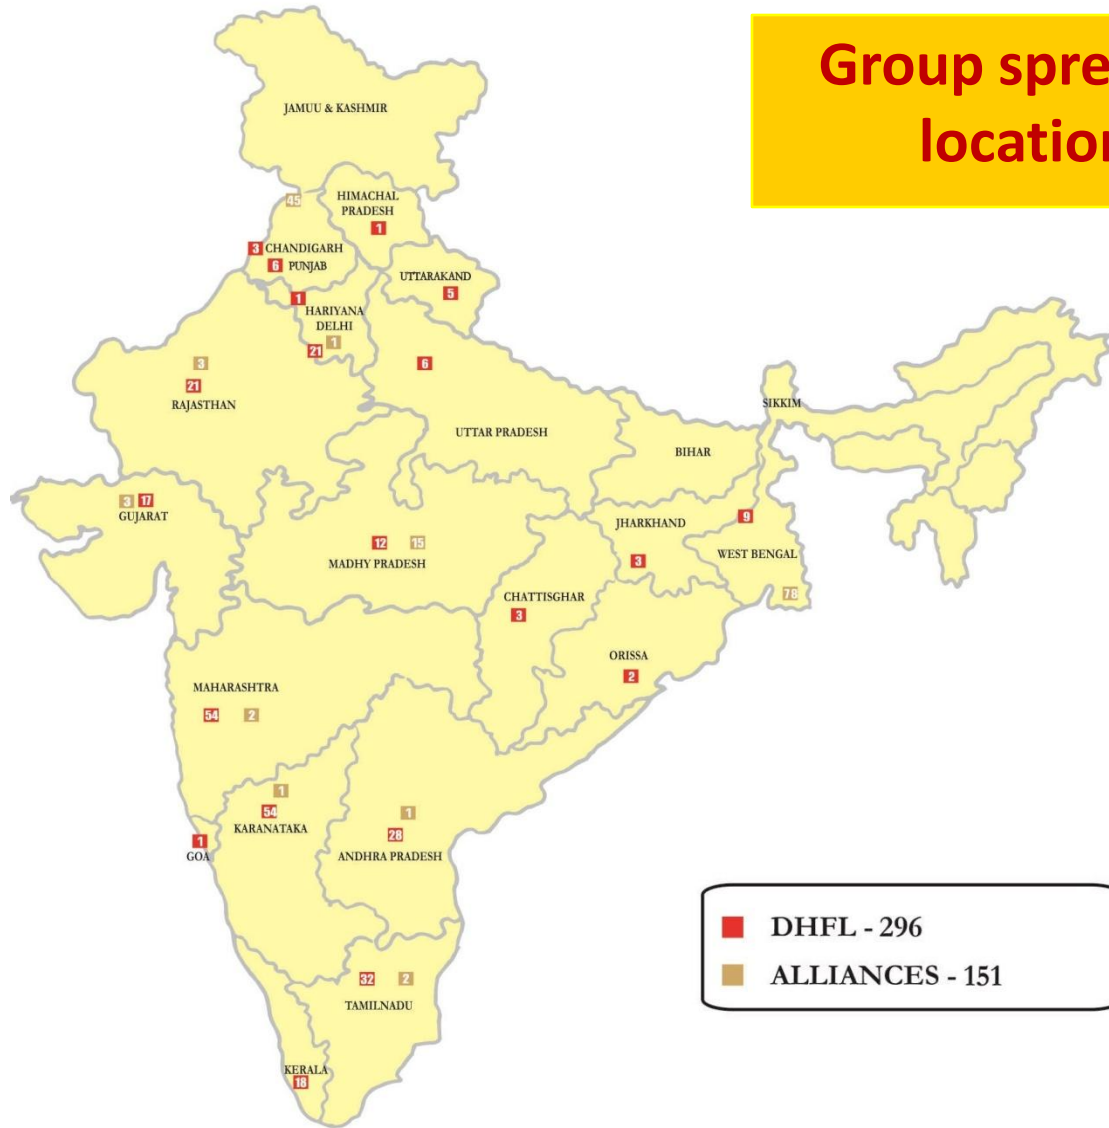 Group spre
location
JAMUU & KASHMIR
45
HIMACHAL
PRADESH
1
3 CHANDIGARH
6 PUNJAB
UTTARAKAND
5
1
HARIYANA
DELHI
1
21
3
21
RAJASTHAN
6
UTTAR PRADESH
SIKKIM
BIHAR
3 17
GUJARAT
12 15
MADHY PRADESH
JHARKHAND
3
9
WEST BENGAL
78
CHATTISGHAR
3
ORISSA
2
MAHARASHTRA
54 2
1
54
KARANATAKA
1
GOA
1
28
ANDHRA PRADESH
DHFL - 296
ALLIANCES - 151
32 2
TAMILNADU
KERALA
18